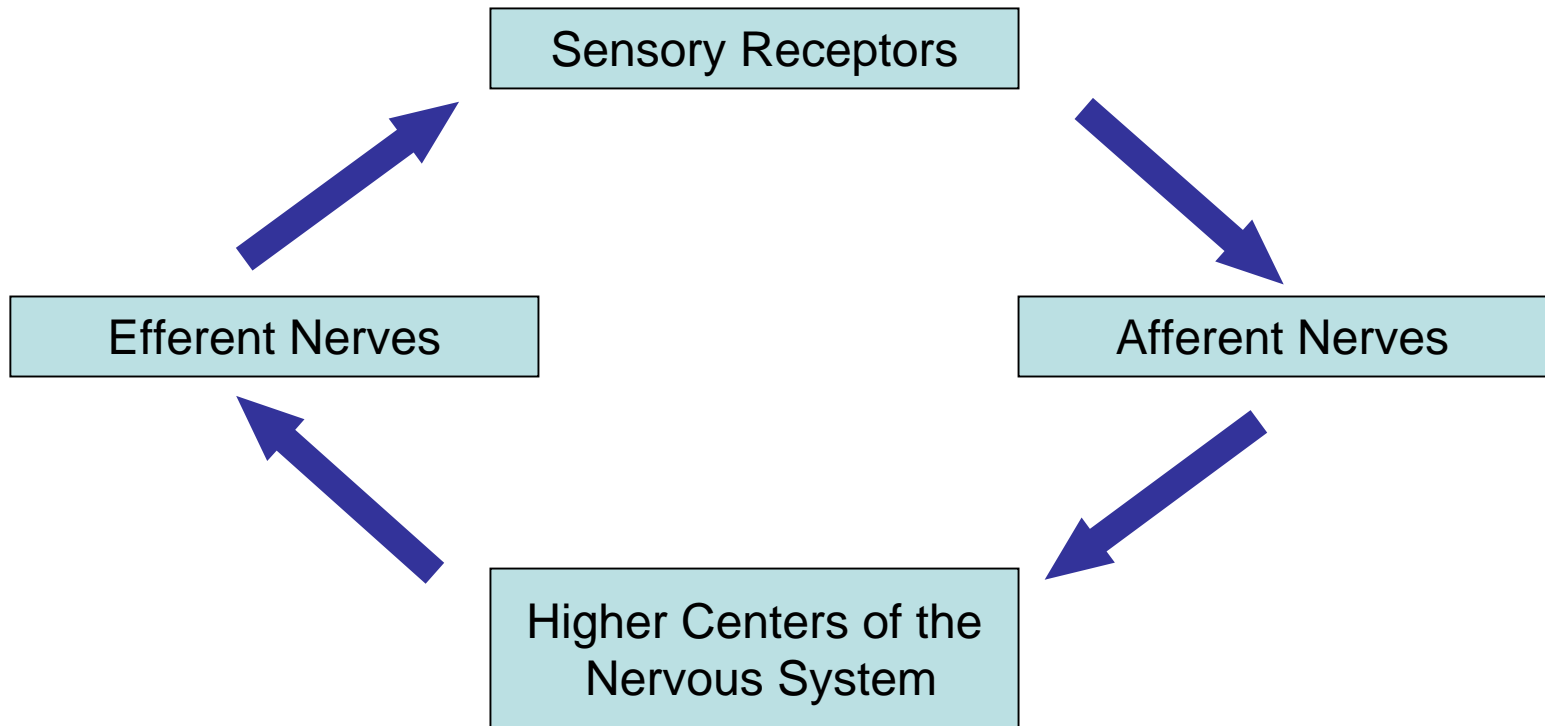 Sensory Receptors
Efferent Nerves
Afferent Nerves
Higher Centers of the
Nervous System